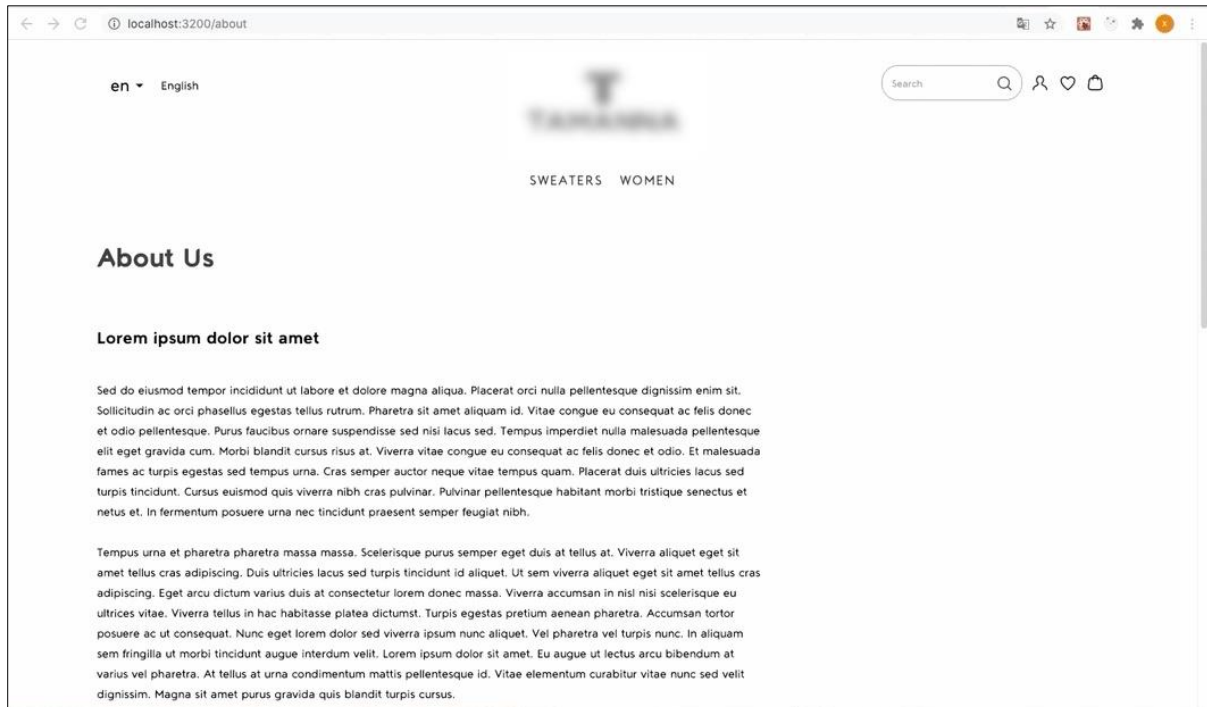 localhost:3200/about
en
English
TAMANNA
Search
SWEATERS WOMEN
About Us
Lorem ipsum dolor sit amet
Sed do eiusmod tempor incididunt ut labore et dolore magna aliqua. Placerat orci nulla pellentesque dignissim enim sit.
Sollicitudin ac orci phasellus egestas tellus rutrum. Pharetra sit amet aliquam id. Vitae congue eu consequat ac felis donec
et odio pellentesque. Purus faucibus ornare suspendisse sed nisi lacus sed. Tempus imperdiet nulla malesuada pellentesque
elit eget gravida cum. Morbi blandit cursus risus at. Viverra vitae congue eu consequat ac felis donec et odio. Et malesuada
fames ac turpis egestas sed tempus urna. Cras semper auctor neque vitae tempus quam. Placerat duis ultricies lacus sed
turpis tincidunt. Cursus euismod quis viverra nibh cras pulvinar. Pulvinar pellentesque habitant morbi tristique senectus et
netus et. In fermentum posuere urna nec tincidunt praesent semper feugiat nibh.
Tempus urna et pharetra pharetra massa massa. Scelerisque purus semper eget duis at tellus at. Viverra aliquet eget sit
amet tellus cras adipiscing. Duis ultricies lacus sed turpis tincidunt id aliquet. Ut sem viverra aliquet eget sit amet tellus cras
adipiscing. Eget arcu dictum varius duis at consectetur lorem donec massa. Viverra accumsan in nisl nisi scelerisque eu
ultrices vitae. Viverra tellus in hac habitasse platea dictumst. Turpis egestas pretium aenean pharetra. Accumsan tortor
posuere ac ut consequat. Nunc eget lorem dolor sed viverra ipsum nunc aliquet. Vel pharetra vel turpis nunc. In aliquam
sem fringilla ut morbi tincidunt augue interdum velit. Lorem ipsum dolor sit amet. Eu augue ut lectus arcu bibendum at
varius vel pharetra. At tellus at urna condimentum mattis pellentesque id. Vitae elementum curabitur vitae nunc sed velit
dignissim. Magna sit amet purus gravida quis blandit turpis cursus.